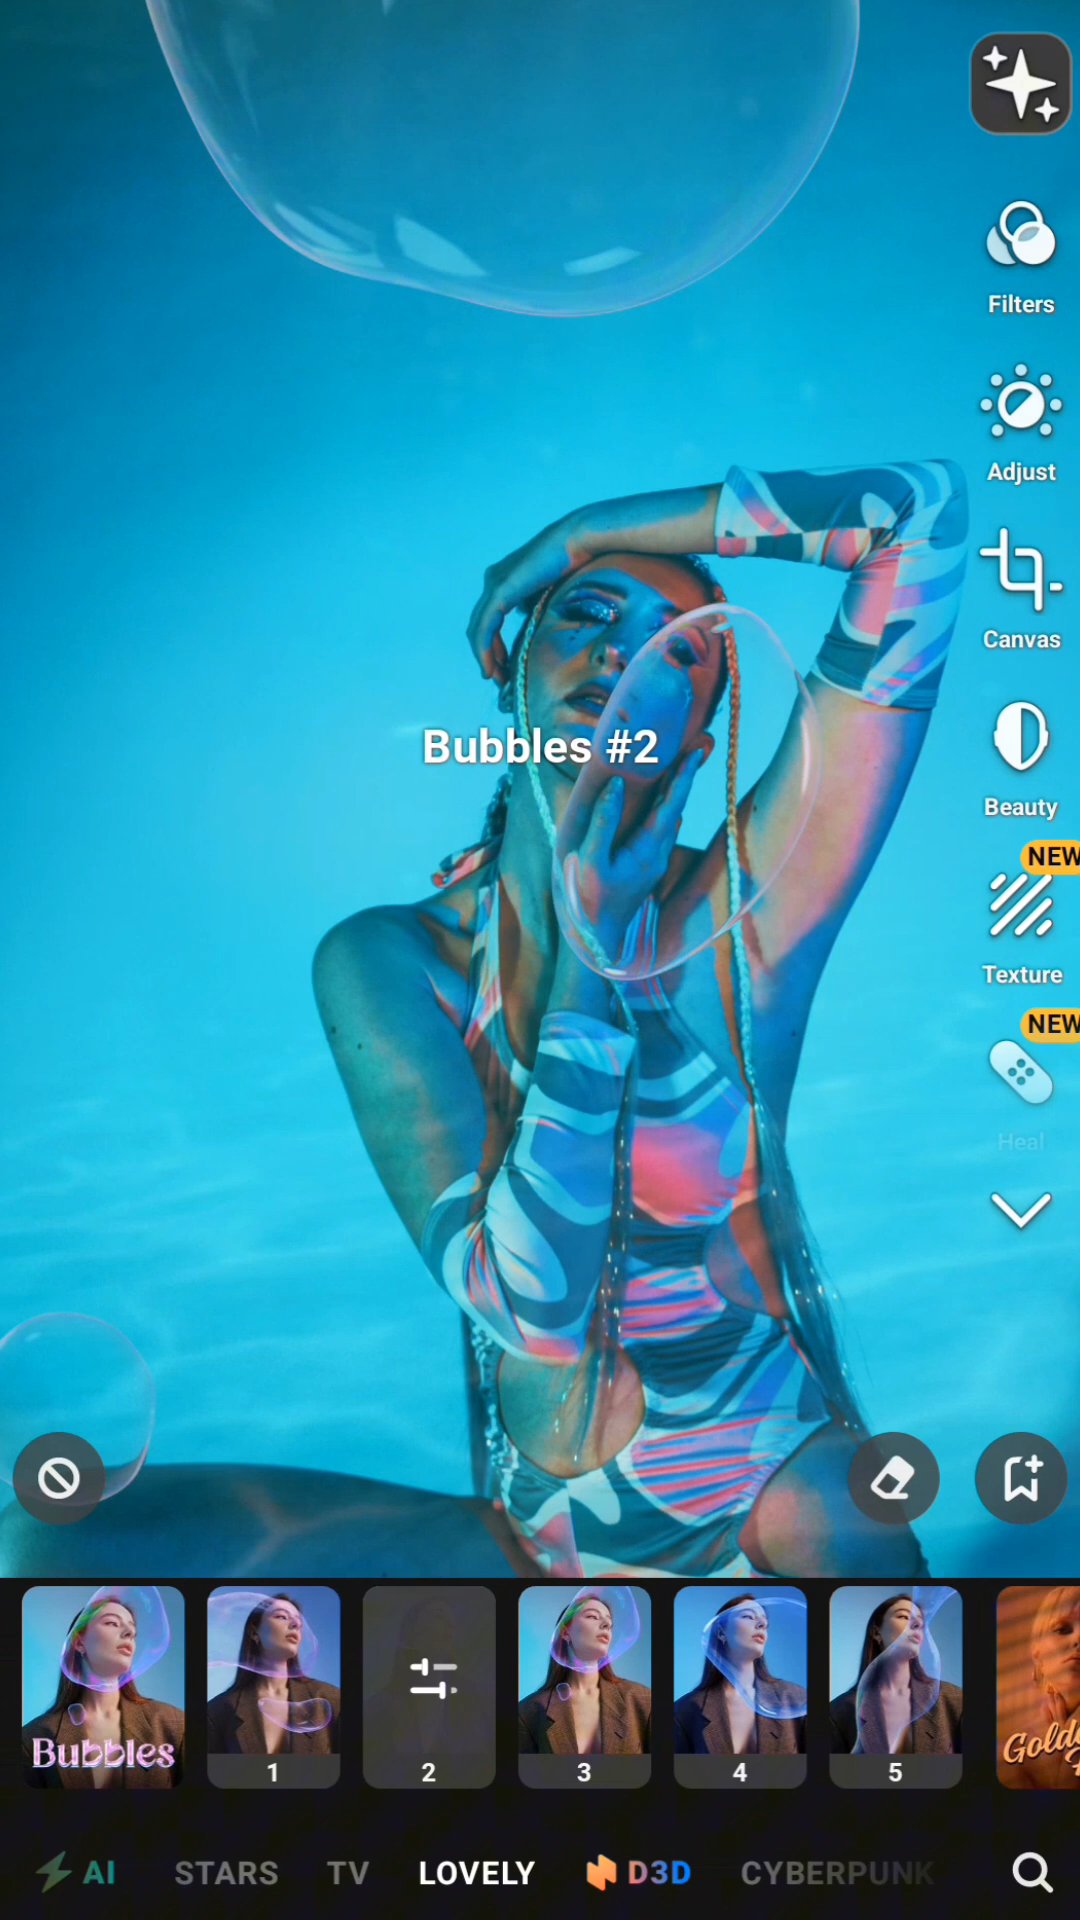 Filters
Adjust
Canvas
Bubbles #2
Beauty
NEW
Texture
NEW
Heal
Bubbles
1
2
3
4
5
AI
STARS
TV
LOVELY
D3D
CYBERPUNK